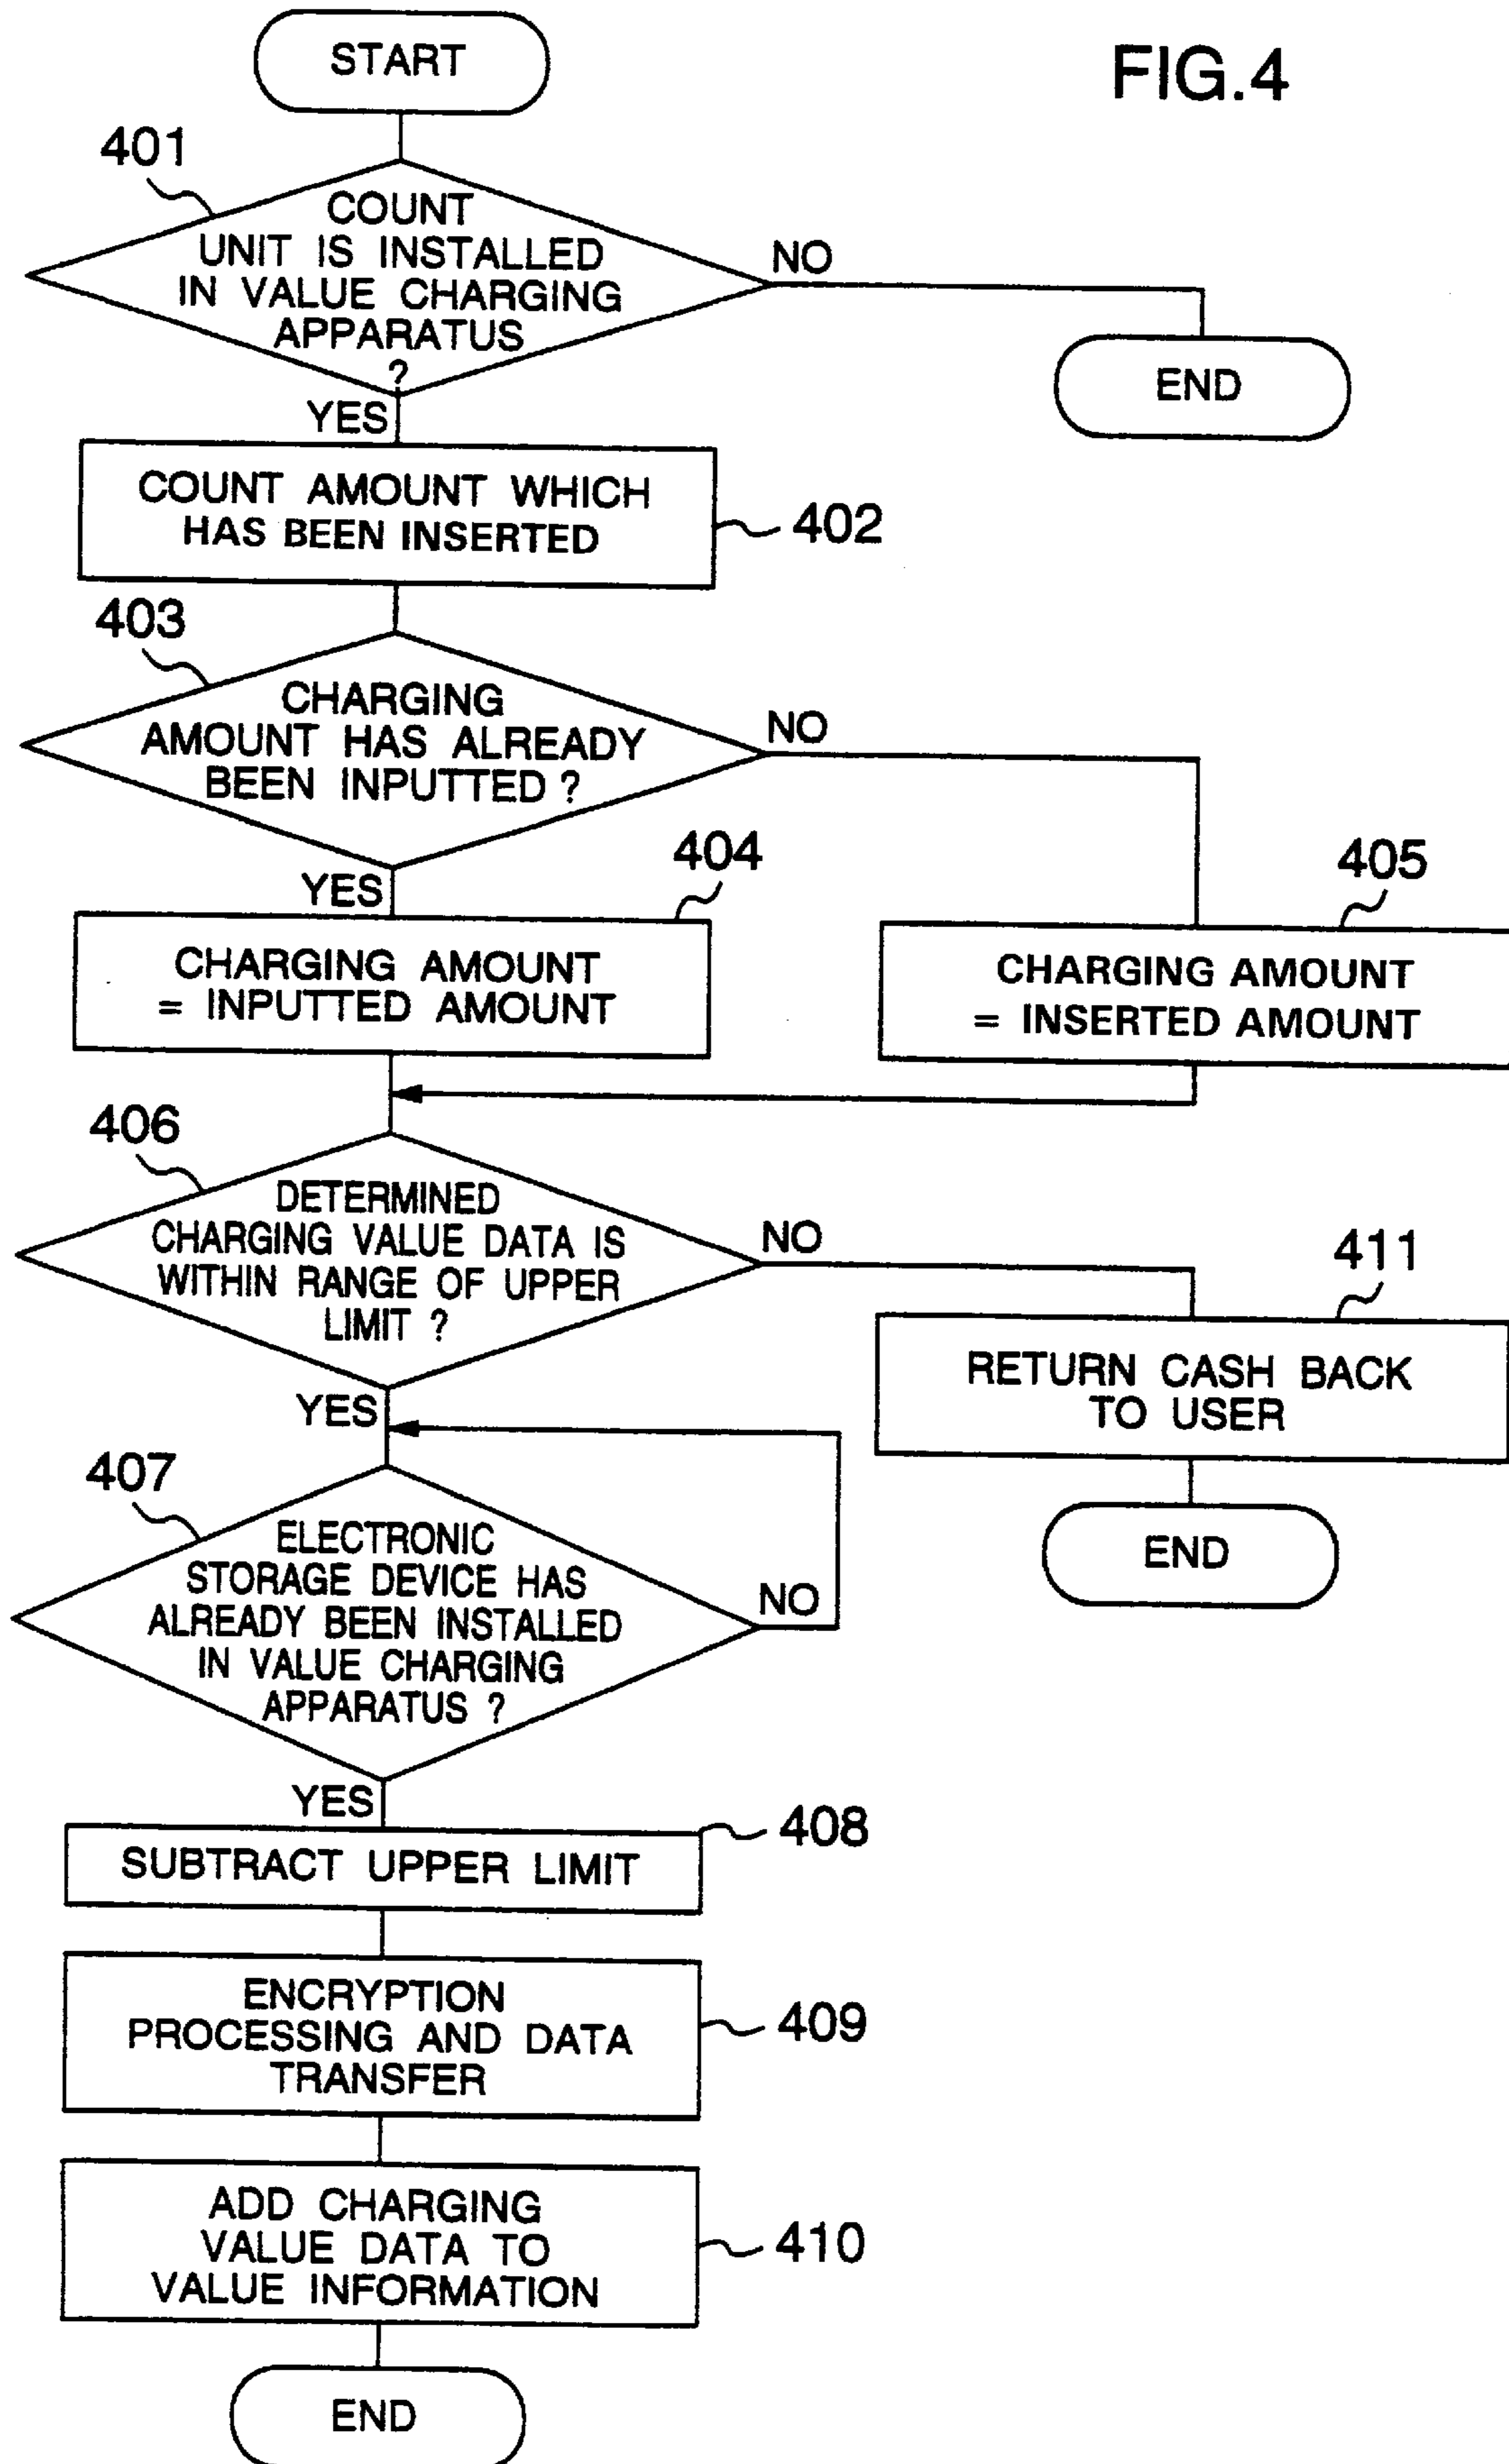 START
FIG.4
401
COUNT
UNIT IS INSTALLED
IN VALUE CHARGING
APPARATUS
?
NO
END
YES
COUNT AMOUNT WHICH
HAS BEEN INSERTED
402
403
CHARGING
AMOUNT HAS ALREADY
BEEN INPUTTED ?
NO
YES
404
CHARGING AMOUNT
= INPUTTED AMOUNT
405
CHARGING AMOUNT
= INSERTED AMOUNT
406
DETERMINED
CHARGING VALUE DATA IS
WITHIN RANGE OF UPPER
LIMIT ?
NO
411
RETURN CASH BACK
TO USER
END
YES
407
ELECTRONIC
STORAGE DEVICE HAS
ALREADY BEEN INSTALLED
IN VALUE CHARGING
APPARATUS ?
NO
YES
SUBTRACT UPPER LIMIT
408
ENCRYPTION
PROCESSING AND DATA
TRANSFER
409
ADD CHARGING
VALUE DATA TO
VALUE INFORMATION
410
END